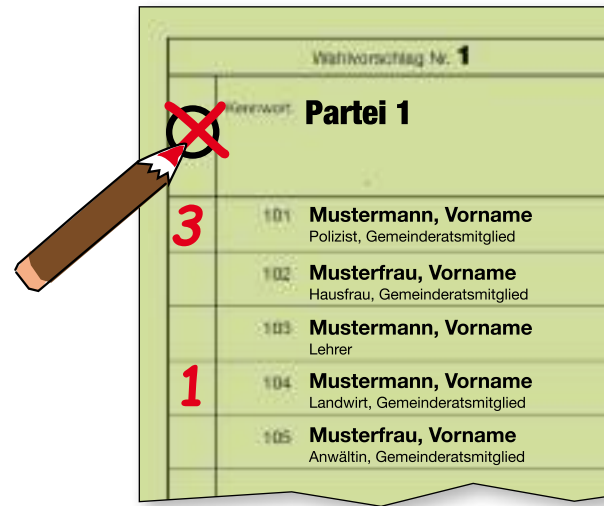 Wahlvorschlag Nr. 1
Kennwort Partei 1
3 101 Mustermann, Vorname
Polizist, Gemeinderatsmitglied
102 Musterfrau, Vorname
Hausfrau, Gemeinderatsmitglied
103 Mustermann, Vorname
Lehrer
1 104 Mustermann, Vorname
Landwirt, Gemeinderatsmitglied
105 Musterfrau, Vorname
Anwältin, Gemeinderatsmitglied